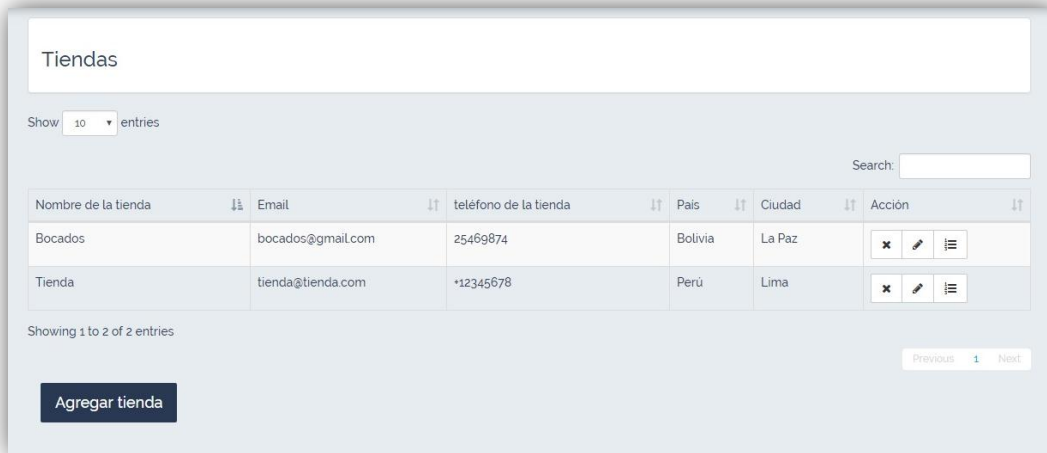 Tiendas
Show 10 entries
Search:
Nombre de la tienda Email teléfono de la tienda País Ciudad Acción
Bocados bocados@gmail.com 25469874 Bolivia La Paz
Tienda tienda@tienda.com +12345678 Perú Lima
Showing 1 to 2 of 2 entries
Previous 1 Next
Agregar tienda